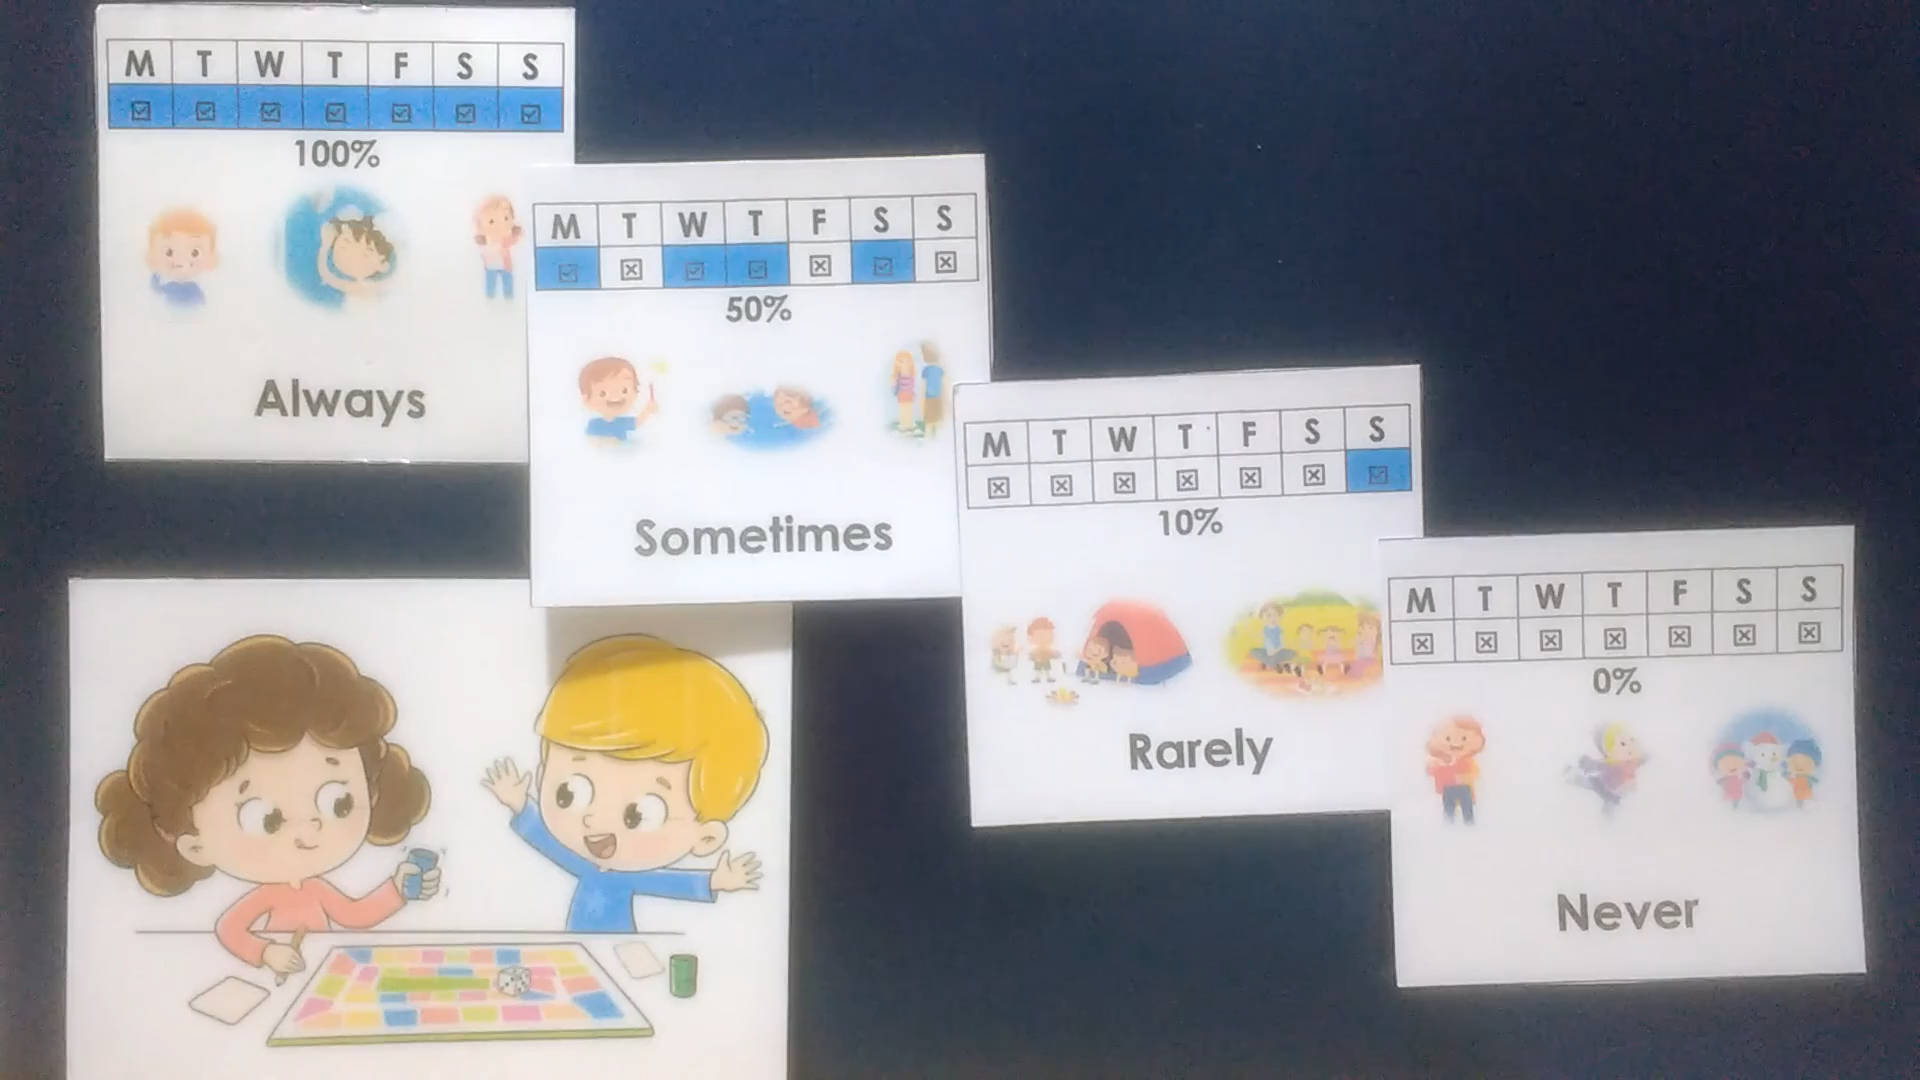 M T W T F S S
100%
Always
M T W T F S S
50%
Sometimes
M T W T F S S
10%
Rarely
M T W T F S S
0%
Never